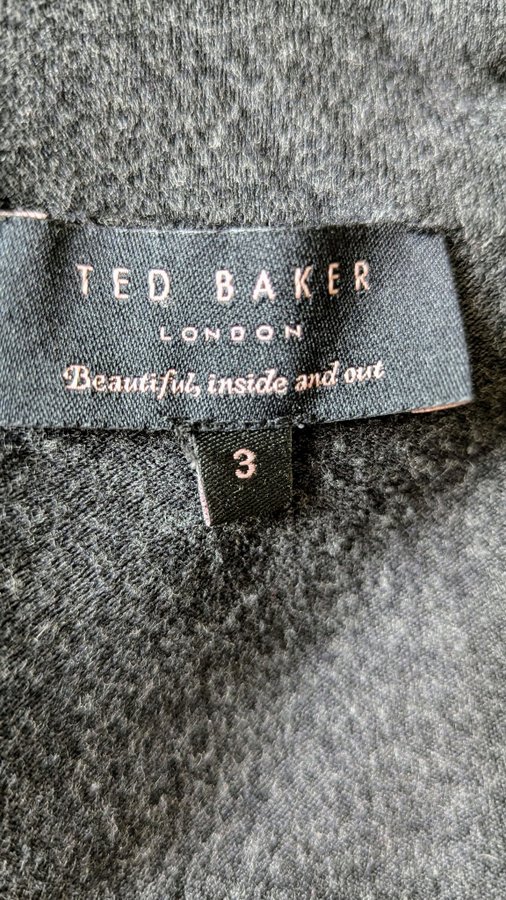 TED BAKER
LONDON
Beautiful, inside and out
3